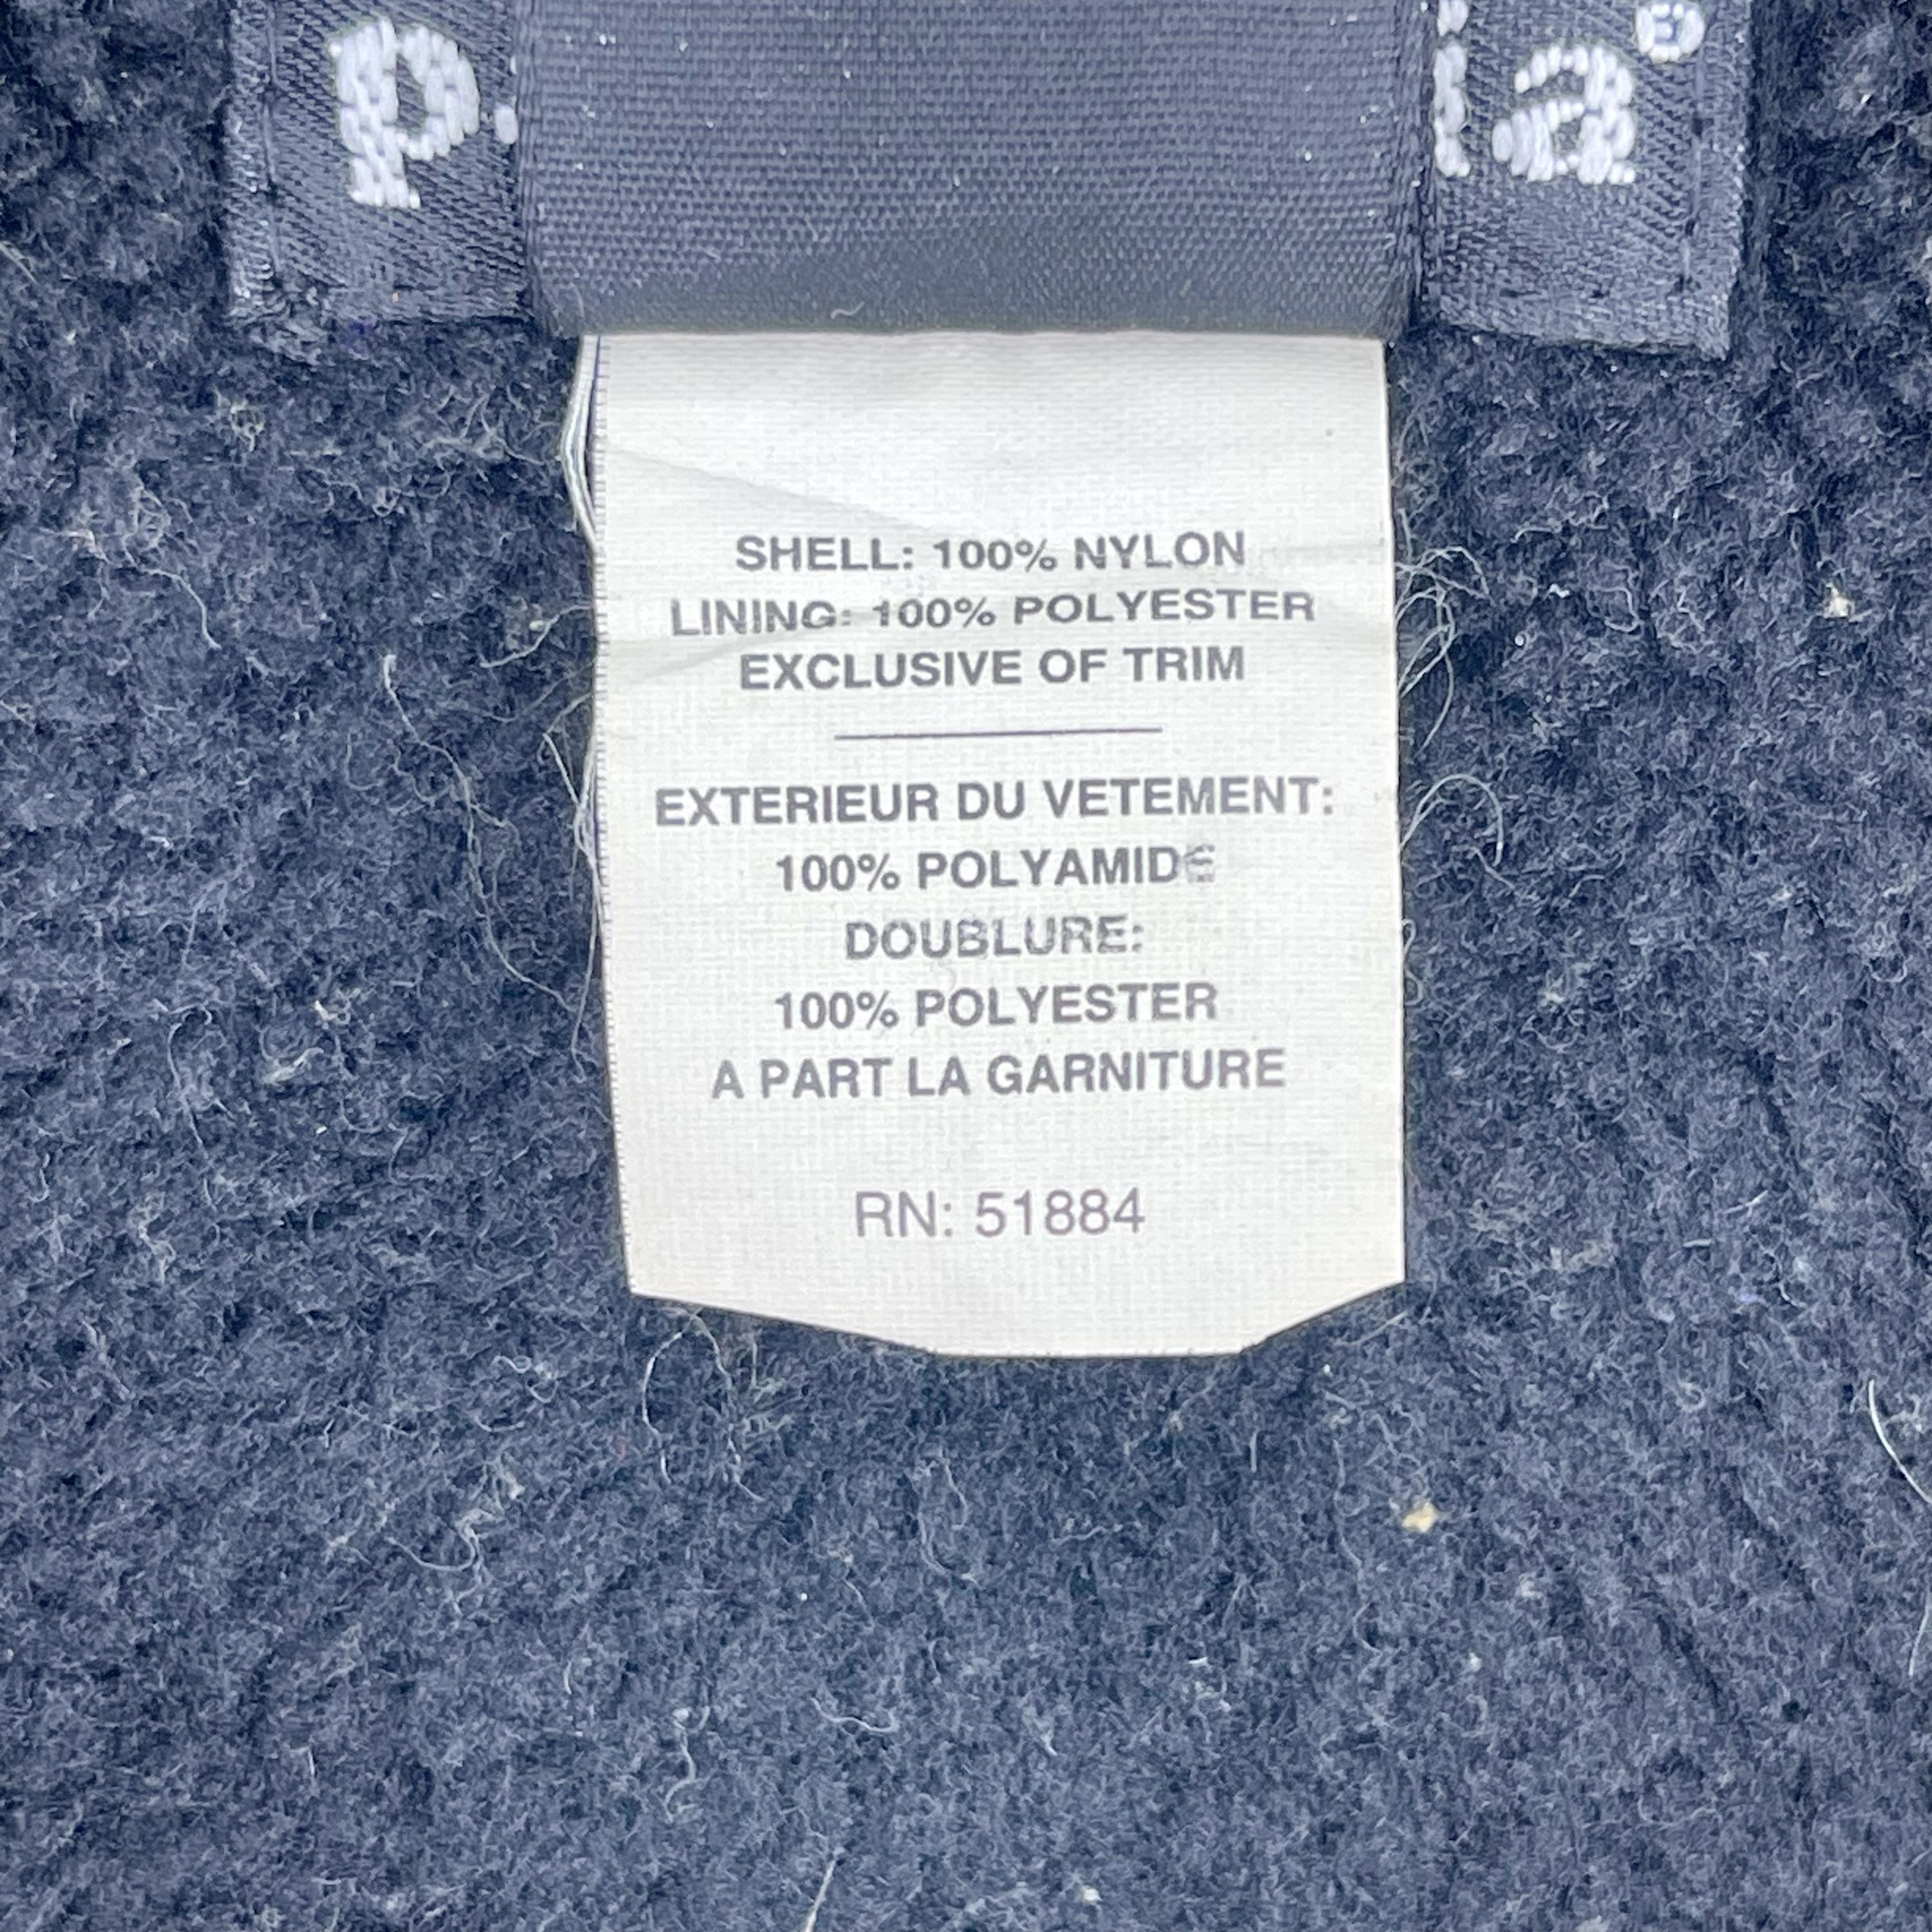 SHELL: 100% NYLON
LINING: 100% POLYESTER
EXCLUSIVE OF TRIM
EXTERIEUR DU VETEMENT:
100% POLYAMIDE
DOUBLURE:
100% POLYESTER
A PART LA GARNITURE
RN: 51884